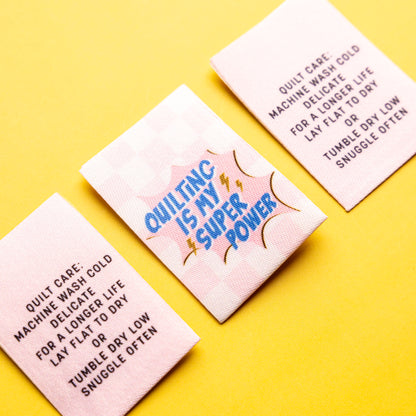 QUILT CARE:
MACHINE WASH COLD
DELICATE
FOR A LONGER LIFE
LAY FLAT TO DRY
OR
TUMBLE DRY LOW
SNUGGLE OFTEN
QUILTING
IS MY
SUPER
POWER
QUILT CARE:
MACHINE WASH COLD
DELICATE
FOR A LONGER LIFE
LAY FLAT TO DRY
OR
TUMBLE DRY LOW
SNUGGLE OFTEN